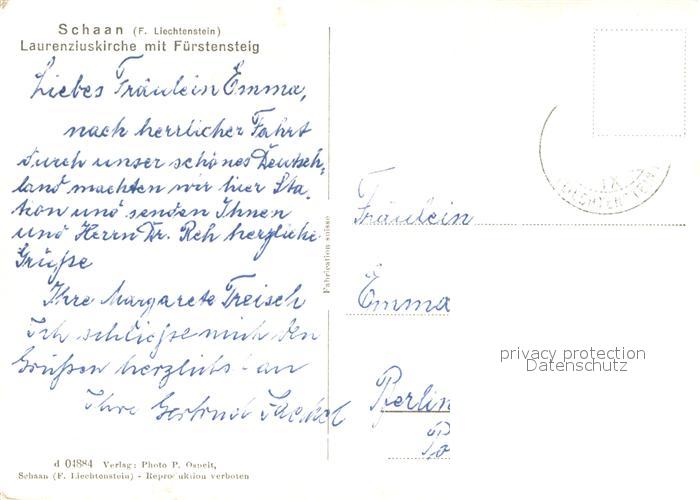 Schaan (F. Liechtenstein)
Laurenziuskirche mit Fürstensteig
Liebes Fräulein Emma,
nach herrlicher Fahrt
durch unser schönes Deutsch-
land machten wir hier Sta-
tion und senden Ihnen
und Herrn Dr. Reh herzliche
Grüße
Ihre Margarete Treisch
Ich schließe mich den
Grüßen herzlichst an
Ihre Gertrud
d 04884 Verlag: Photo P. Ospelt,
Schaan (F. Liechtenstein) - Reproduktion verboten
Fabrication suisse
Fräulein
Emma
Berlin
privacy protection
Datenschutz